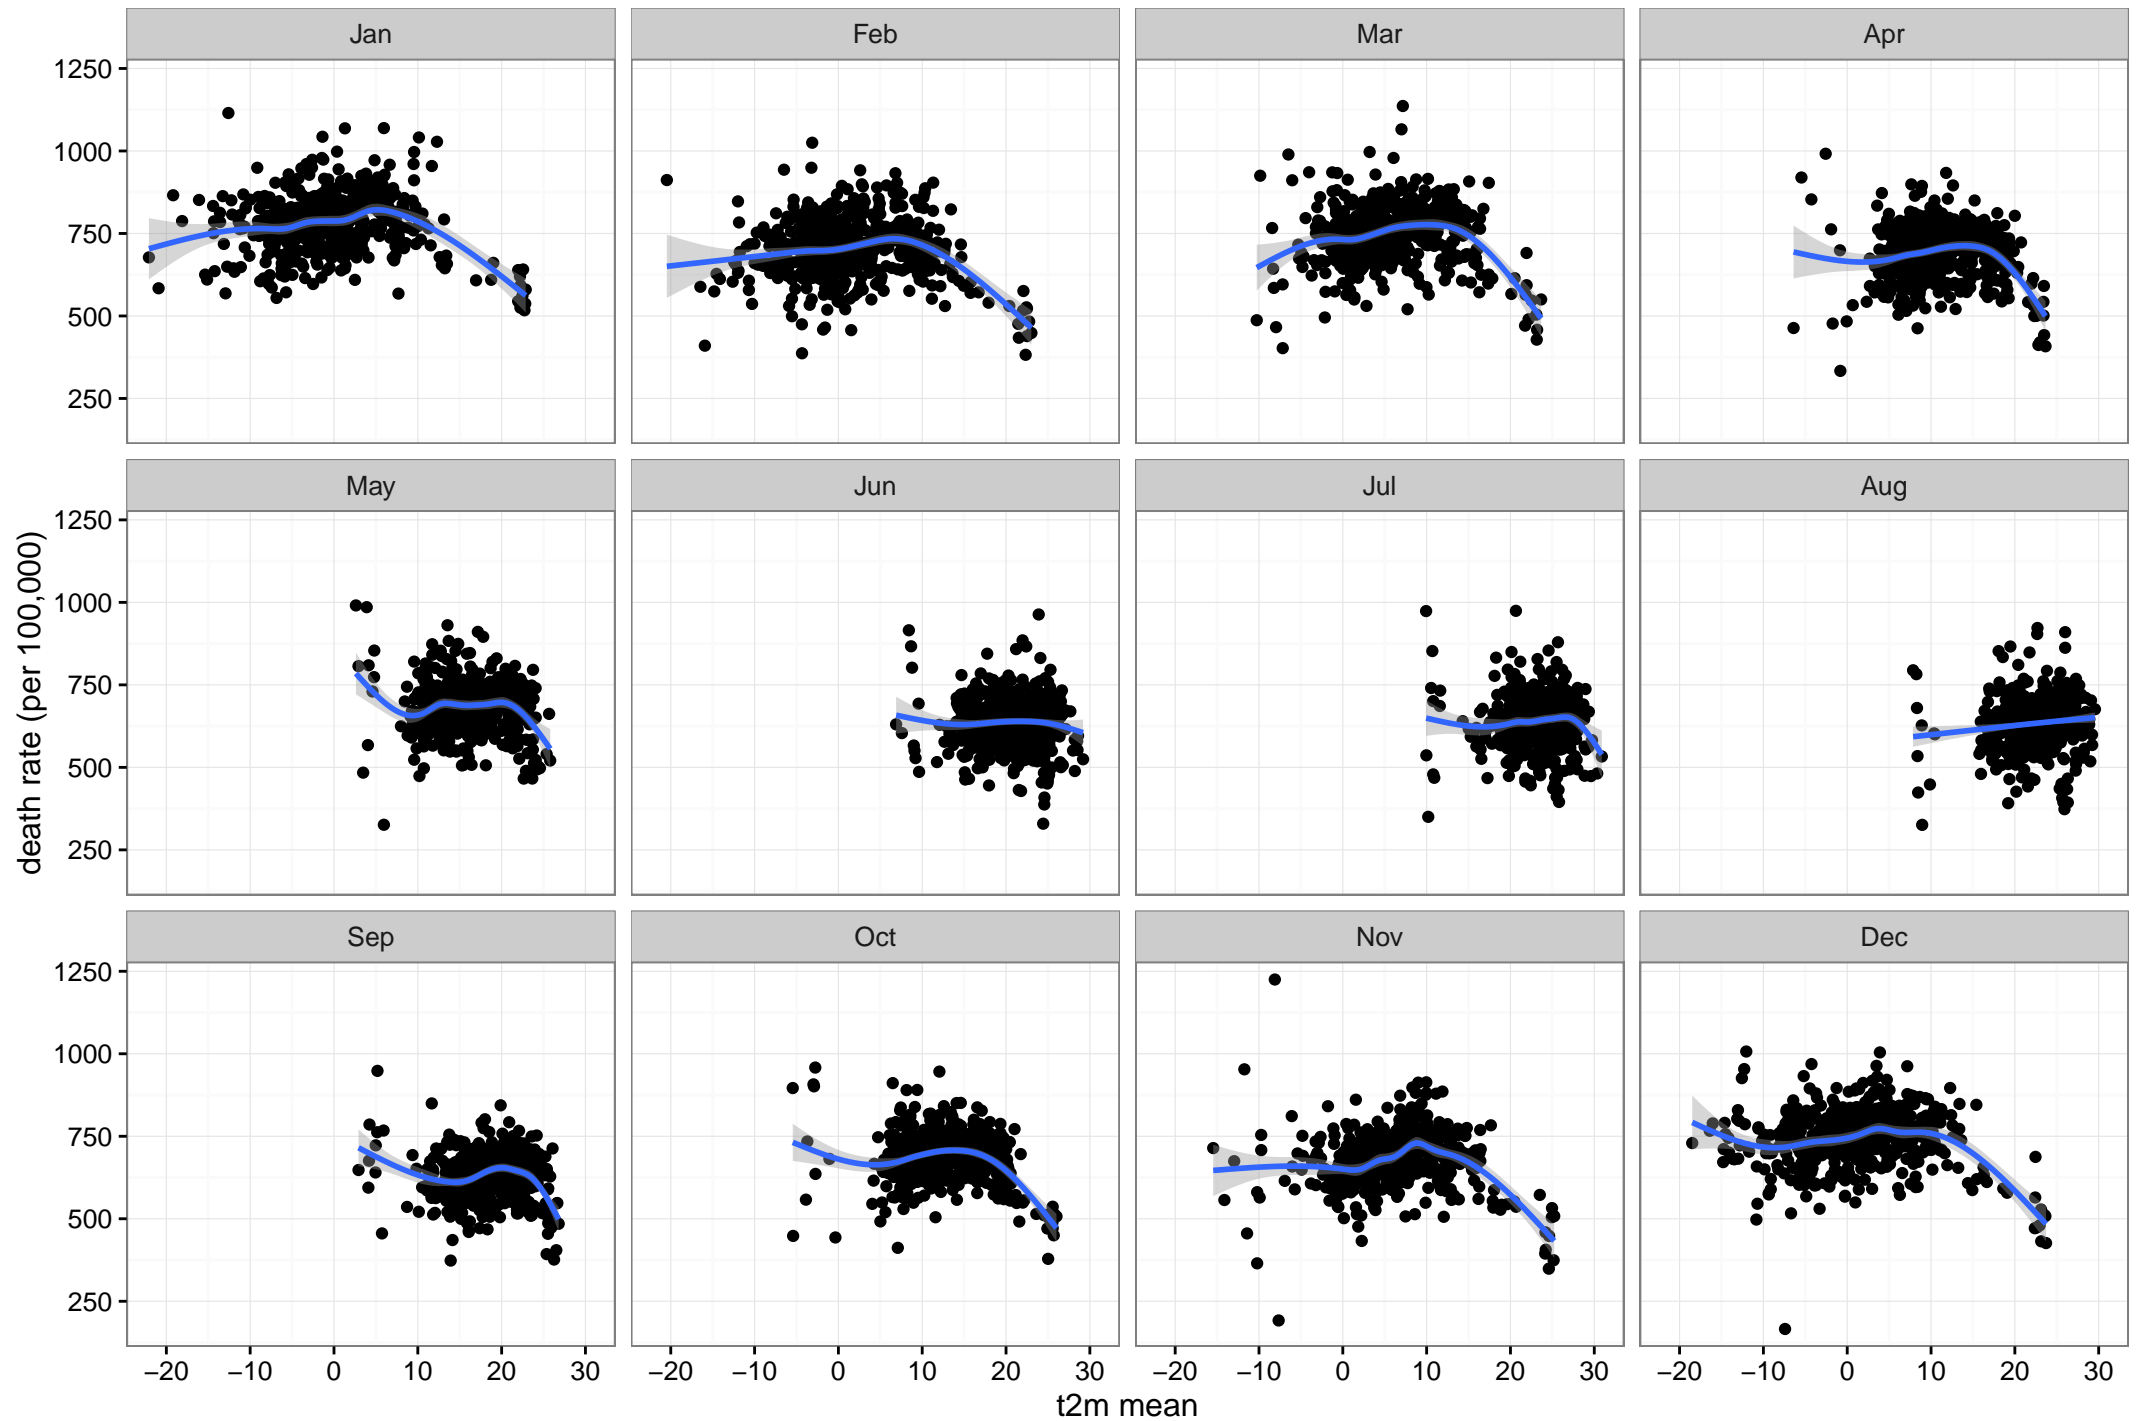 Jan Feb Mar Apr
1250
1000
750
500
250
May Jun Jul Aug
1250
1000
750
500
250
death rate (per 100,000)
Sep Oct Nov Dec
1250
1000
750
500
250
−20 −10 0 10 20 30 −20 −10 0 10 20 30 −20 −10 0 10 20 30 −20 −10 0 10 20 30
t2m mean